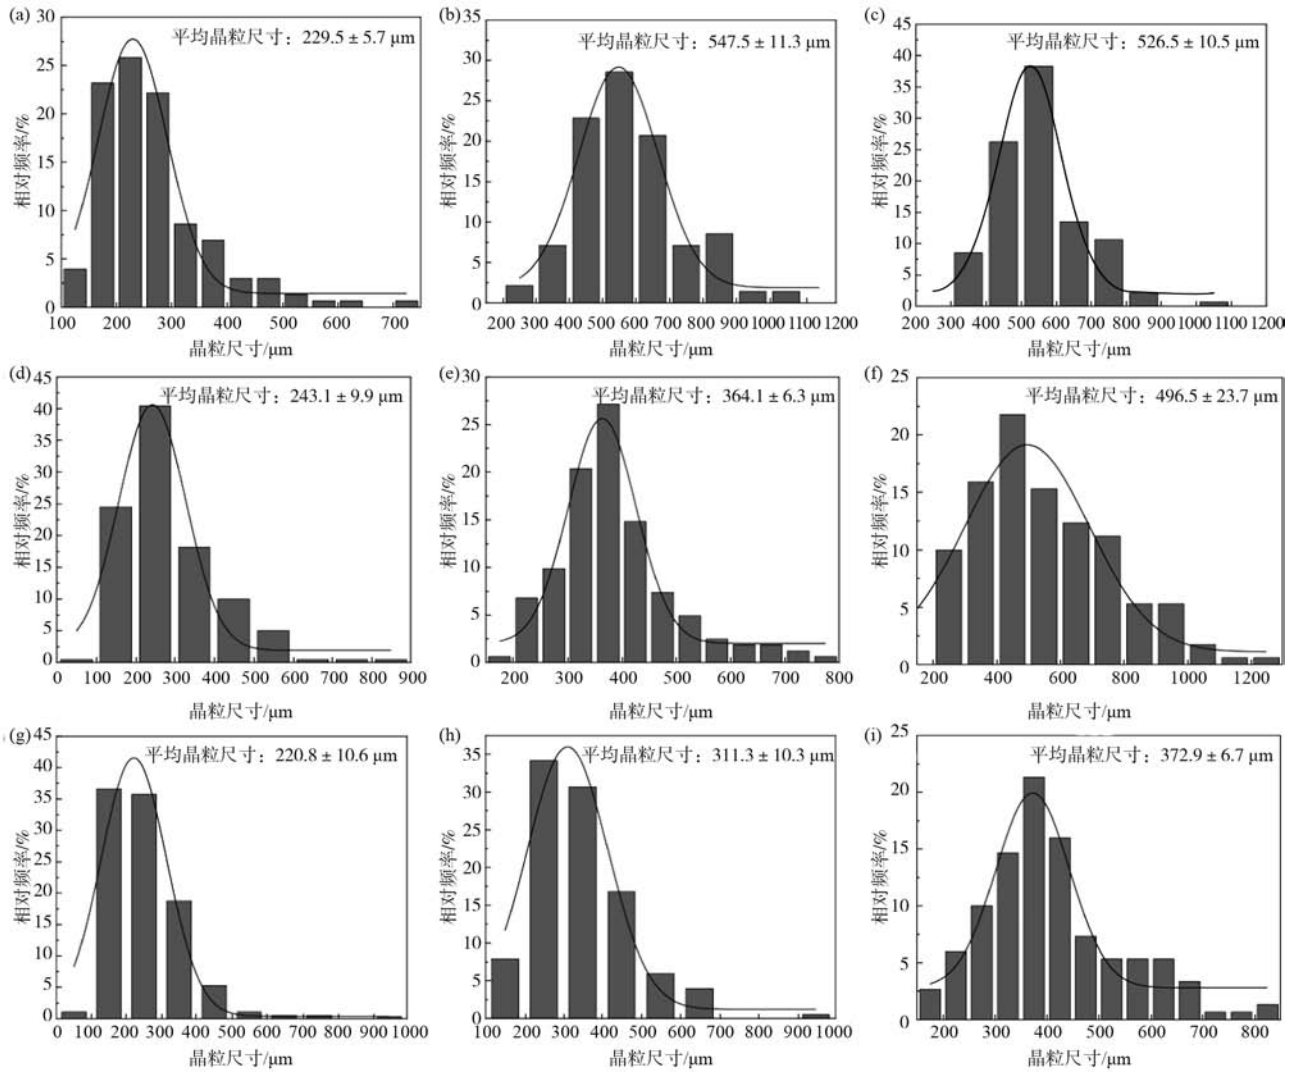 (a)
平均晶粒尺寸：229.5 ± 5.7 μm
相对频率/%
30
25
20
15
10
5
0
100 200 300 400 500 600 700
晶粒尺寸/μm
(b)
平均晶粒尺寸：547.5 ± 11.3 μm
相对频率/%
35
30
25
20
15
10
5
0
200 300 400 500 600 700 800 900 1000 1100 1200
晶粒尺寸/μm
(c)
平均晶粒尺寸：526.5 ± 10.5 μm
相对频率/%
45
40
35
30
25
20
15
10
5
0
200 300 400 500 600 700 800 900 1000 1100 1200
晶粒尺寸/μm
(d)
平均晶粒尺寸：243.1 ± 9.9 μm
相对频率/%
45
40
35
30
25
20
15
10
5
0
0 100 200 300 400 500 600 700 800 900
晶粒尺寸/μm
(e)
平均晶粒尺寸：364.1 ± 6.3 μm
相对频率/%
30
25
20
15
10
5
0
200 300 400 500 600 700 800
晶粒尺寸/μm
(f)
平均晶粒尺寸：496.5 ± 23.7 μm
相对频率/%
25
20
15
10
5
0
200 400 600 800 1000 1200
晶粒尺寸/μm
(g)
平均晶粒尺寸：220.8 ± 10.6 μm
相对频率/%
45
40
35
30
25
20
15
10
5
0
0 100 200 300 400 500 600 700 800 900 1000
晶粒尺寸/μm
(h)
平均晶粒尺寸：311.3 ± 10.3 μm
相对频率/%
35
30
25
20
15
10
5
0
100 200 300 400 500 600 700 800 900 1000
晶粒尺寸/μm
(i)
平均晶粒尺寸：372.9 ± 6.7 μm
相对频率/%
25
20
15
10
5
0
200 300 400 500 600 700 800
晶粒尺寸/μm